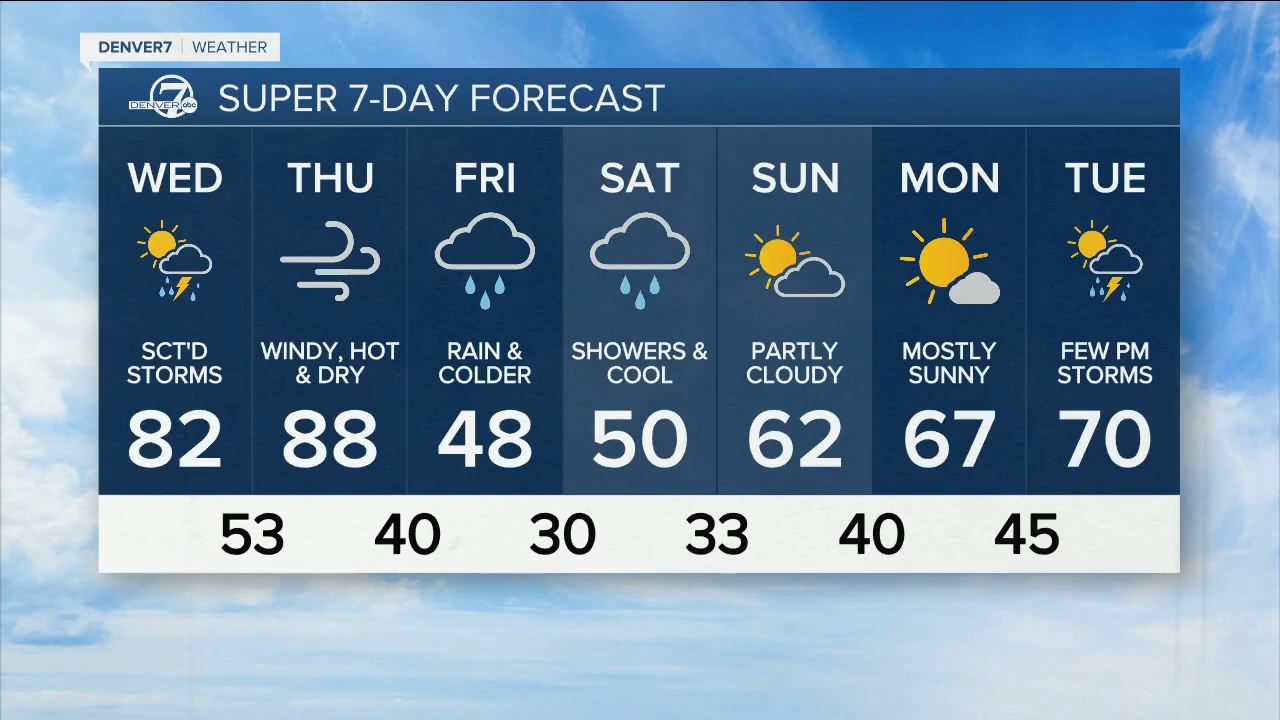 DENVER7 | WEATHER
7
DENVER abc
SUPER 7-DAY FORECAST
WED THU FRI SAT SUN MON TUE
SCT'D WINDY, HOT RAIN & SHOWERS & PARTLY MOSTLY FEW PM
STORMS & DRY COLDER COOL CLOUDY SUNNY STORMS
82 88 48 50 62 67 70
53 40 30 33 40 45